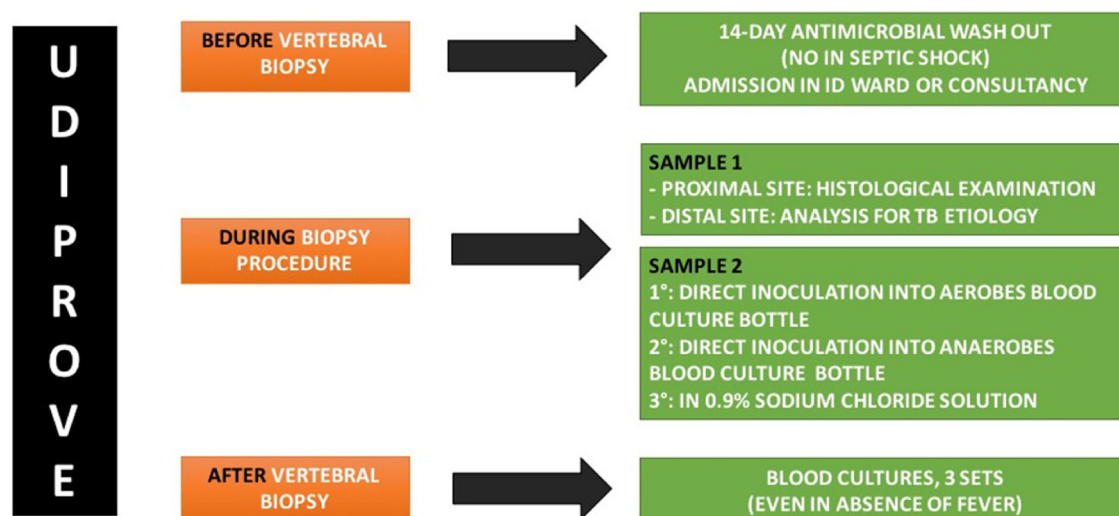 UDIPROVE
BEFORE VERTEBRAL
BIOPSY
14-DAY ANTIMICROBIAL WASH OUT
(NO IN SEPTIC SHOCK)
ADMISSION IN ID WARD OR CONSULTANCY
DURING BIOPSY
PROCEDURE
SAMPLE 1
- PROXIMAL SITE: HISTOLOGICAL EXAMINATION
- DISTAL SITE: ANALYSIS FOR TB ETIOLOGY
SAMPLE 2
1°: DIRECT INOCULATION INTO AEROBES BLOOD
CULTURE BOTTLE
2°: DIRECT INOCULATION INTO ANAEROBES
BLOOD CULTURE BOTTLE
3°: IN 0.9% SODIUM CHLORIDE SOLUTION
AFTER VERTEBRAL
BIOPSY
BLOOD CULTURES, 3 SETS
(EVEN IN ABSENCE OF FEVER)